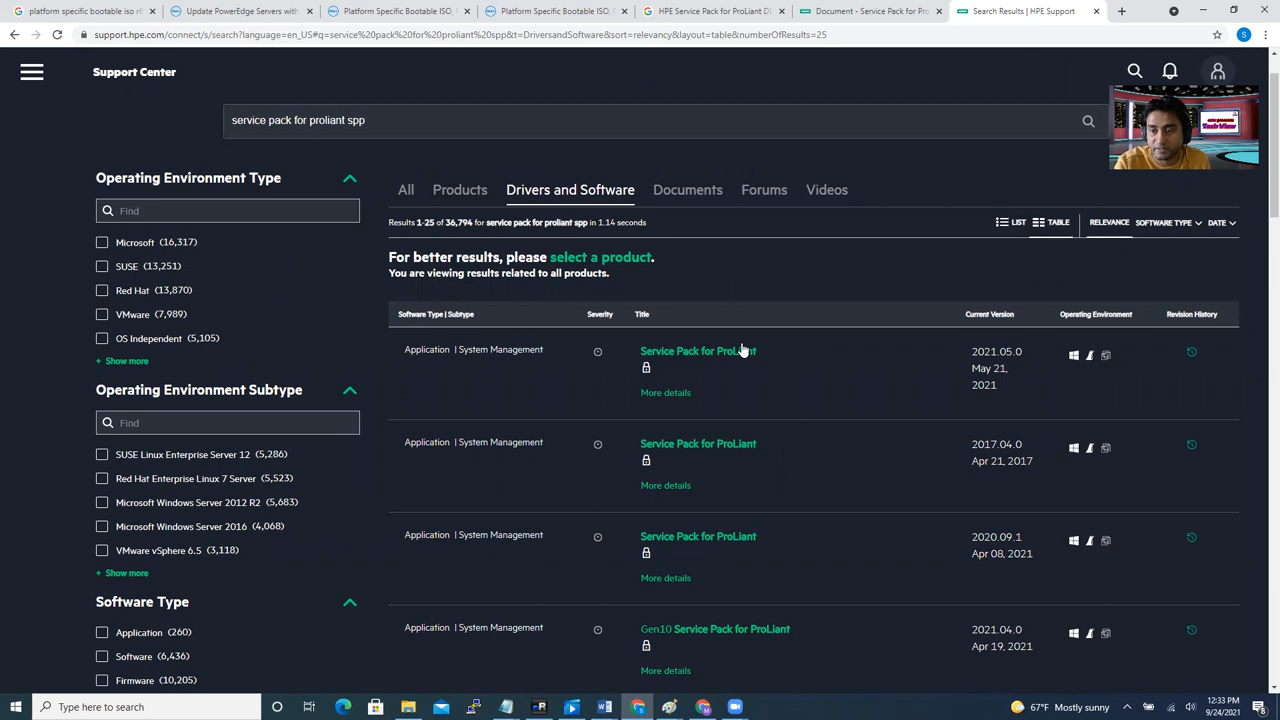 platform specific bootable iso r
Update PowerEdge Servers with
Platform Specific Bootable ISO,
Platform Specific Bootable ISO,
HPE Service Pack for ProLiant D
Document - Service Pack for Pro
Search Results | HPE Support
support.hpe.com/connect/s/search?language=en_US#q=service%20pack%20for%20proliant%20spp&t=DriversandSoftware&sort=relevancy&layout=table&numberOfResults=25
S
Support Center
service pack for proliant spp
Tech View
Operating Environment Type
Find
Microsoft (16,317)
SUSE (13,251)
Red Hat (13,870)
VMware (7,989)
OS Independent (5,105)
+ Show more
Operating Environment Subtype
Find
SUSE Linux Enterprise Server 12 (5,286)
Red Hat Enterprise Linux 7 Server (5,523)
Microsoft Windows Server 2012 R2 (5,683)
Microsoft Windows Server 2016 (4,068)
VMware vSphere 6.5 (3,118)
+ Show more
Software Type
Application (260)
Software (6,436)
Firmware (10,205)
All Products Drivers and Software Documents Forums Videos
Results 1-25 of 36,794 for service pack for proliant spp in 1.14 seconds
LIST TABLE RELEVANCE SOFTWARE TYPE DATE
For better results, please select a product.
You are viewing results related to all products.
Software Type | Subtype Severity Title Current Version Operating Environment Revision History
Application | System Management Service Pack for ProLiant 2021.05.0
May 21,
2021
More details
Application | System Management Service Pack for ProLiant 2017.04.0
Apr 21, 2017
More details
Application | System Management Service Pack for ProLiant 2020.09.1
Apr 08, 2021
More details
Application | System Management Gen10 Service Pack for ProLiant 2021.04.0
Apr 19, 2021
More details
Type here to search
67°F Mostly sunny
12:33 PM
9/24/2021
8